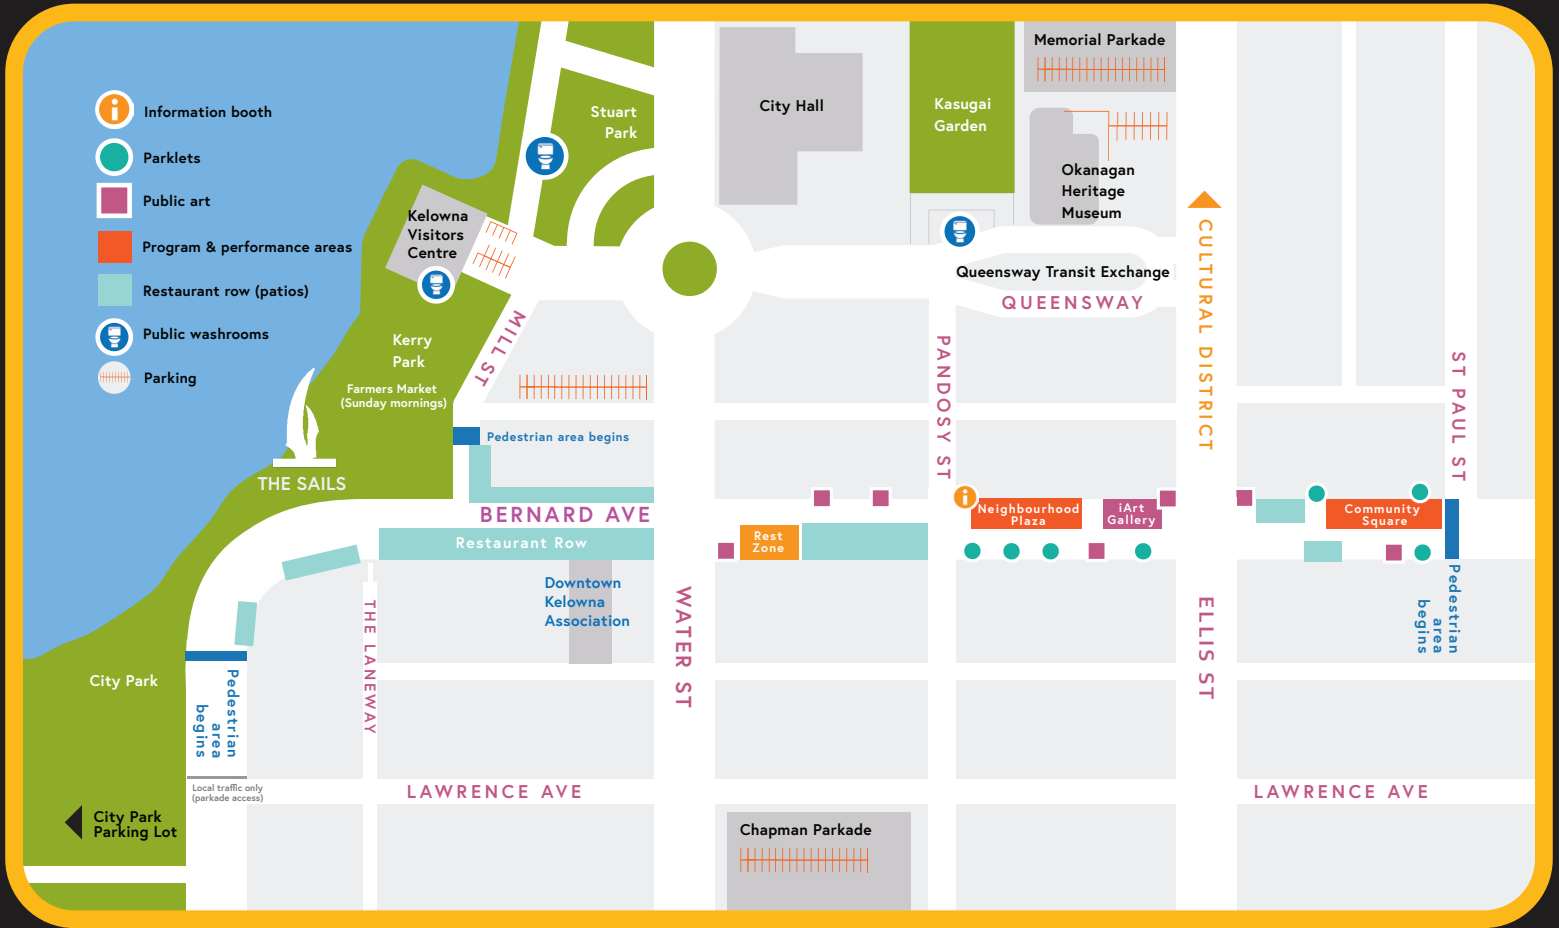 Information booth
Parklets
Public art
Program & performance areas
Restaurant row (patios)
Public washrooms
Parking
Stuart
Park
City Hall
Kasugai
Garden
Memorial Parkade
Okanagan
Heritage
Museum
Kelowna
Visitors
Centre
Queensway Transit Exchange
QUEENSWAY
CULTURAL DISTRICT
Kerry
Park
Farmers Market
(Sunday mornings)
MILL ST
PANDOSY ST
ST PAUL ST
Pedestrian area begins
THE SAILS
BERNARD AVE
Restaurant Row
Rest
Zone
i
Neighbourhood
Plaza
iArt
Gallery
Community
Square
Downtown
Kelowna
Association
THE LANEWAY
WATER ST
ELLIS ST
Pedestrian
area
begins
City Park
Pedestrian
area
begins
Local traffic only
(parkade access)
LAWRENCE AVE
LAWRENCE AVE
City Park
Parking Lot
Chapman Parkade